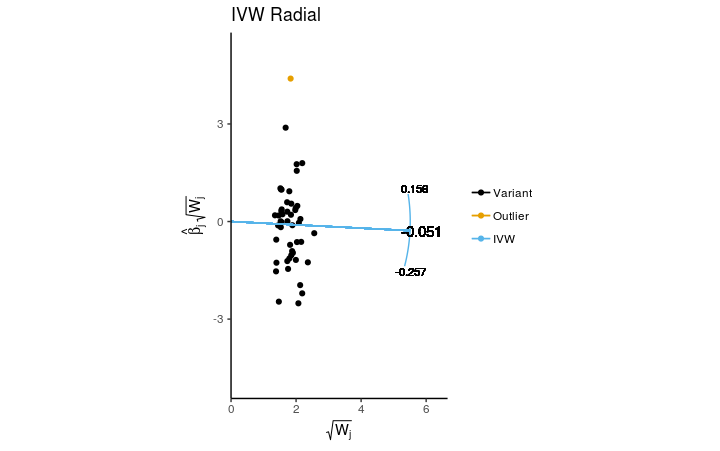 IVW Radial
β̂j√Wj
3
0
-3
0.156
-0.051
-0.257
Variant
Outlier
IVW
0 2 4 6
√Wj